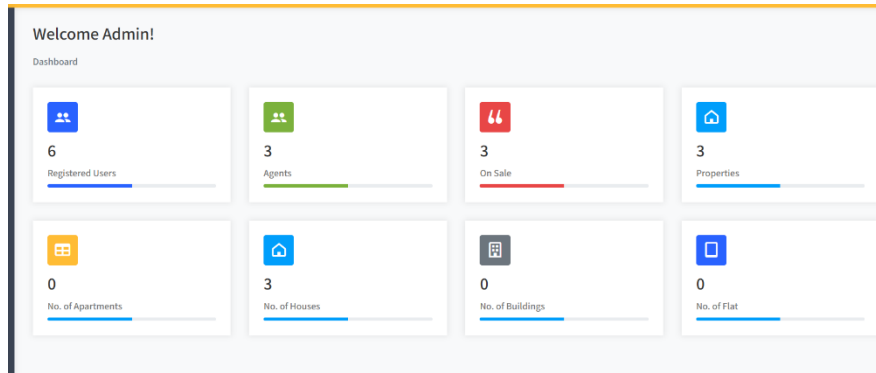 Welcome Admin!
Dashboard
6
Registered Users
3
Agents
3
On Sale
3
Properties
0
No. of Apartments
3
No. of Houses
0
No. of Buildings
0
No. of Flat